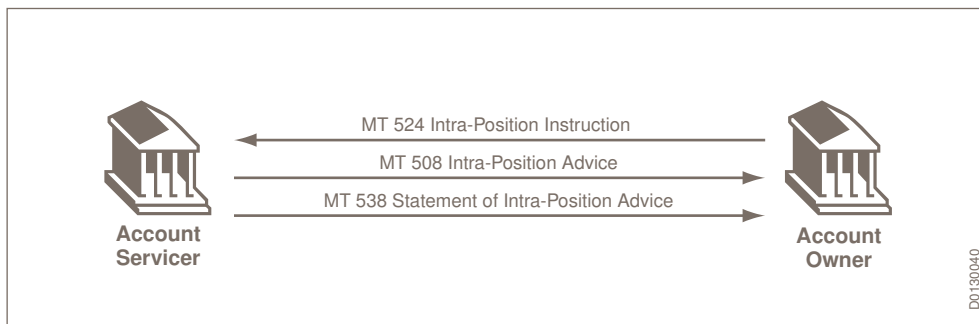 MT 524 Intra-Position Instruction
MT 508 Intra-Position Advice
MT 538 Statement of Intra-Position Advice
Account
Servicer
Account
Owner
D0130040